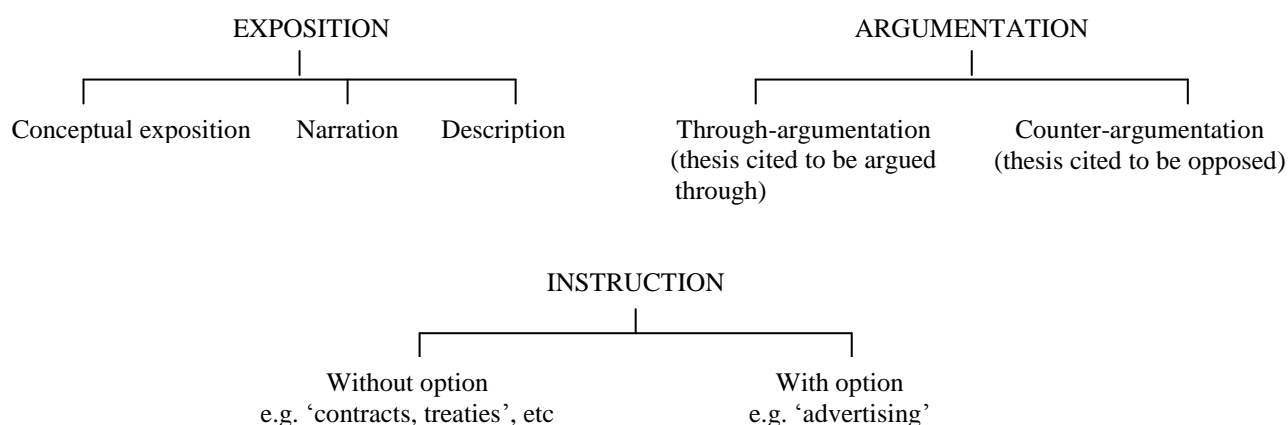 EXPOSITION
Conceptual exposition
Narration
Description
ARGUMENTATION
Through-argumentation
(thesis cited to be argued
through)
Counter-argumentation
(thesis cited to be opposed)
INSTRUCTION
Without option
e.g. ‘contracts, treaties’, etc
With option
e.g. ‘advertising’